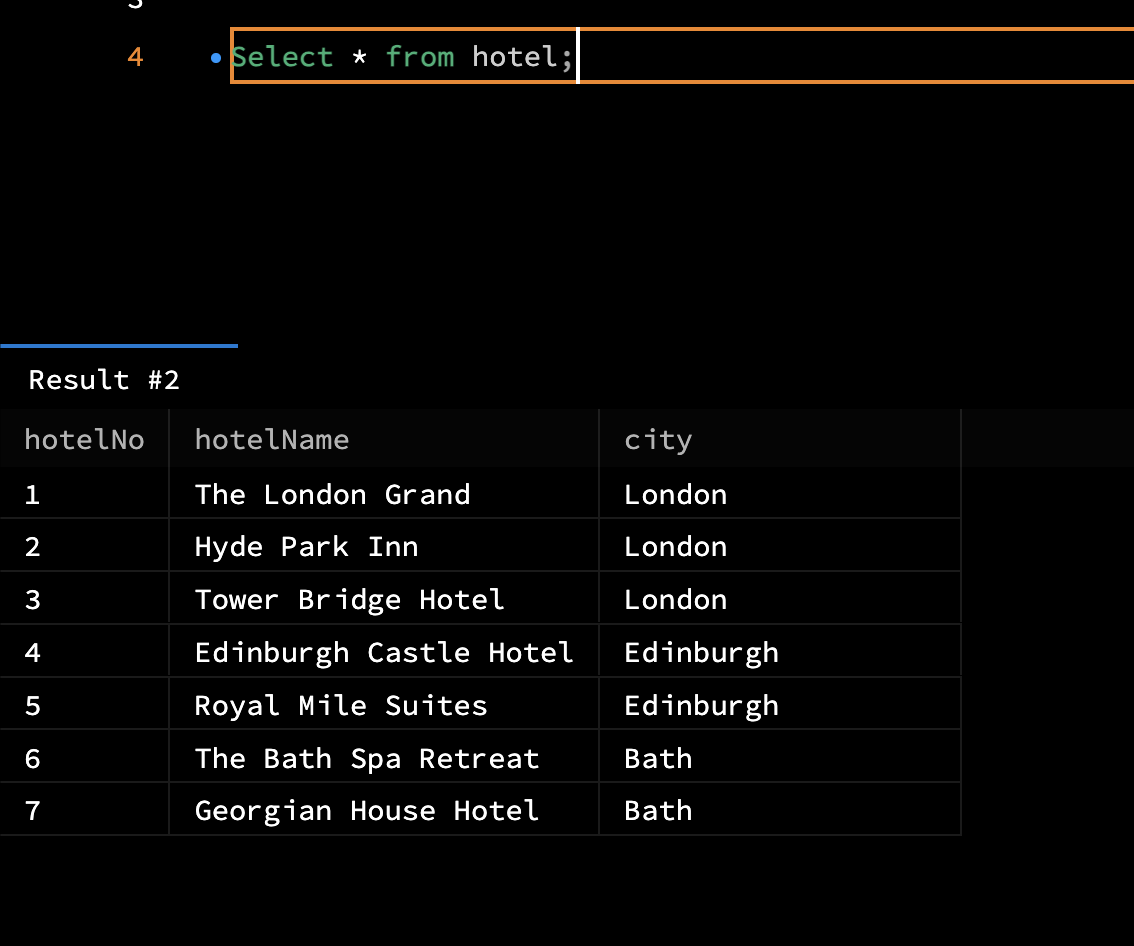 4 Select * from hotel;
Result #2
hotelNo hotelName city
1 The London Grand London
2 Hyde Park Inn London
3 Tower Bridge Hotel London
4 Edinburgh Castle Hotel Edinburgh
5 Royal Mile Suites Edinburgh
6 The Bath Spa Retreat Bath
7 Georgian House Hotel Bath